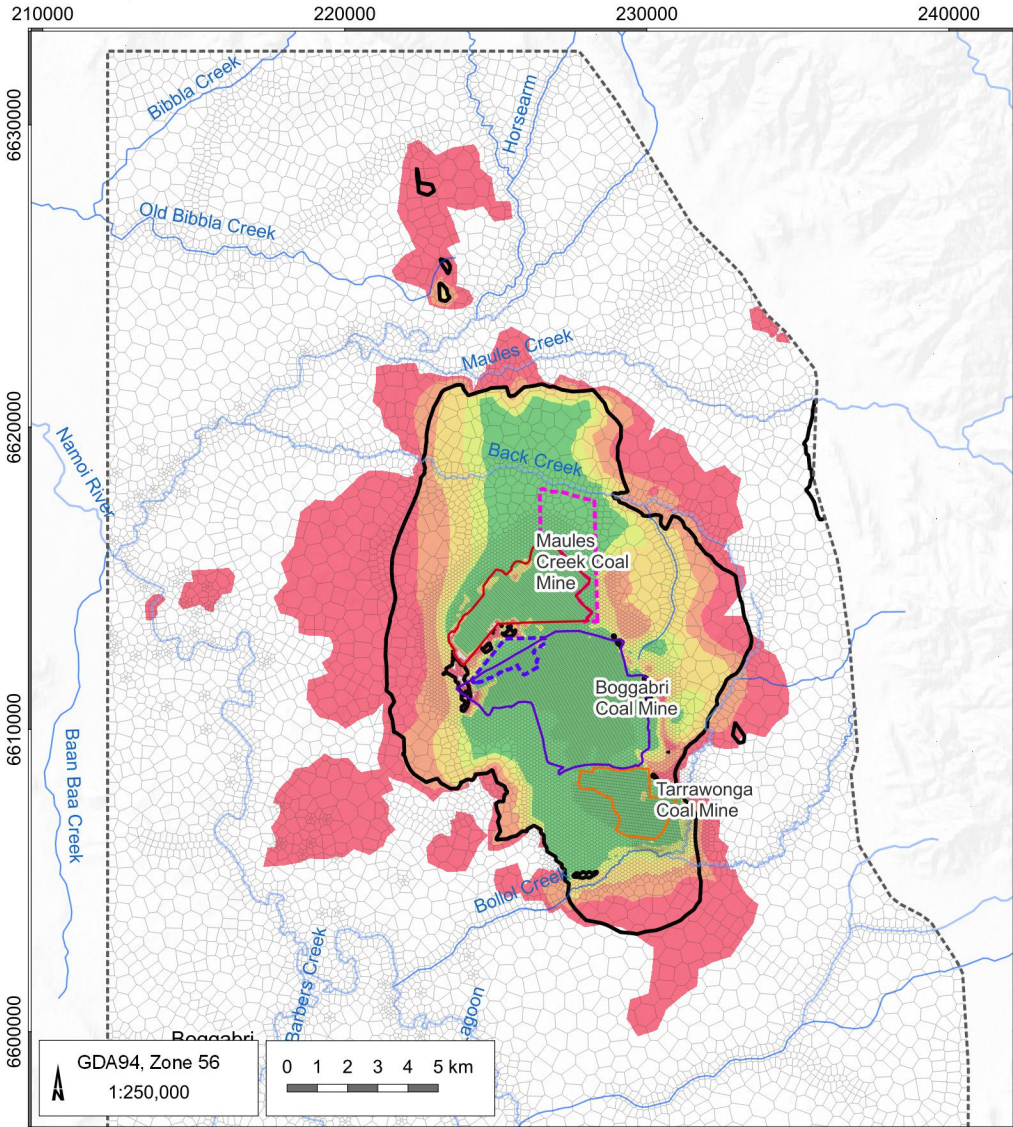 210000
220000
230000
240000
6630000
6620000
6610000
6600000
Bibbla Creek
Horsearm
Old Bibbla Creek
Maules Creek
Namoi River
Back Creek
Maules
Creek Coal
Mine
Boggabri
Coal Mine
Baan Baa Creek
Tarrawonga
Coal Mine
Bollol Creek
Barbers Creek
agoon
Boggabri
GDA94, Zone 56
1:250,000
N
0 1 2 3 4 5 km